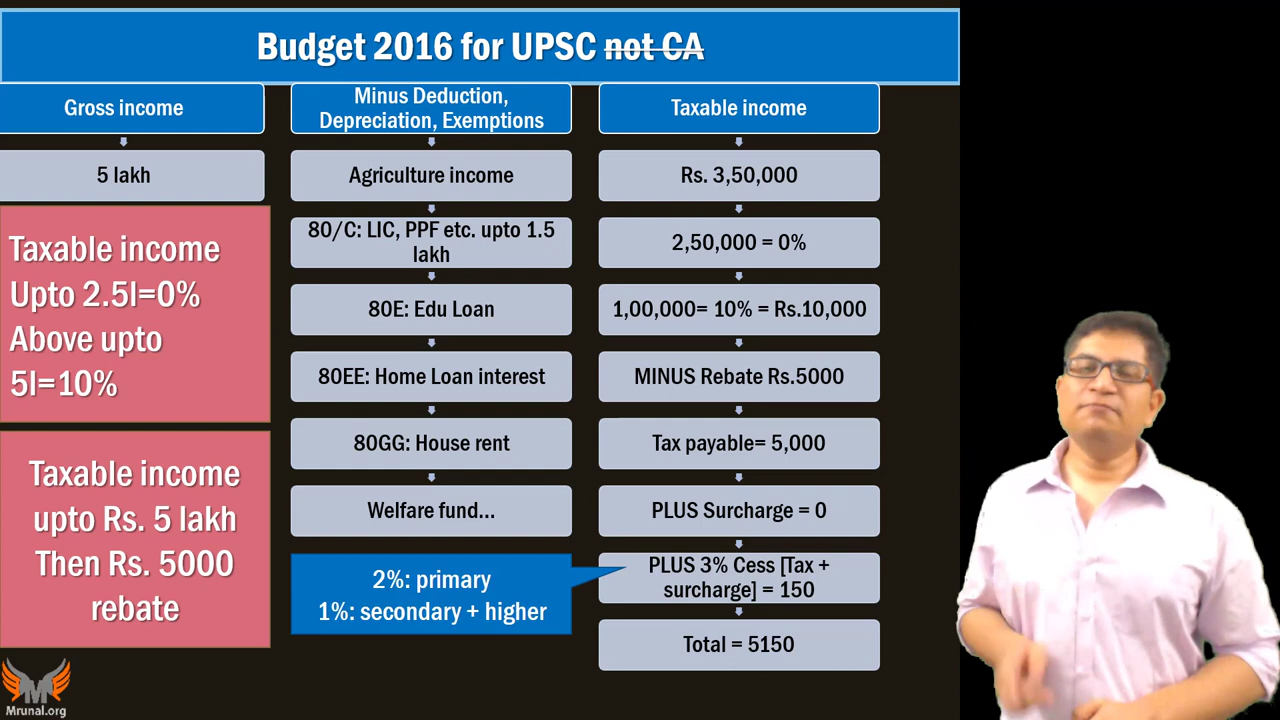 Budget 2016 for UPSC not CA
Gross income
5 lakh
Taxable income
Upto 2.5l=0%
Above upto
5l=10%
Taxable income
upto Rs. 5 lakh
Then Rs. 5000
rebate
Minus Deduction,
Depreciation, Exemptions
Agriculture income
80/C: LIC, PPF etc. upto 1.5
lakh
80E: Edu Loan
80EE: Home Loan interest
80GG: House rent
Welfare fund...
2%: primary
1%: secondary + higher
Taxable income
Rs. 3,50,000
2,50,000 = 0%
1,00,000= 10% = Rs.10,000
MINUS Rebate Rs.5000
Tax payable= 5,000
PLUS Surcharge = 0
PLUS 3% Cess [Tax +
surcharge] = 150
Total = 5150
Mrunal.org